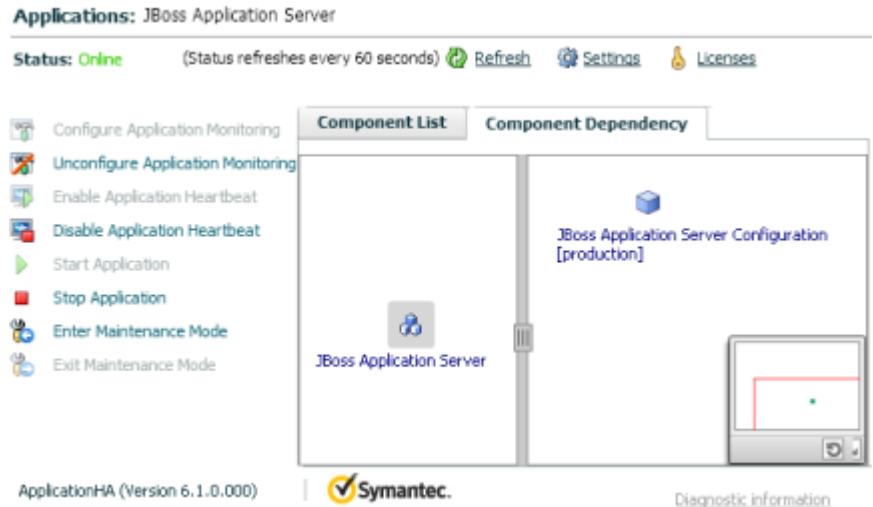 Applications: JBoss Application Server
Status: Online (Status refreshes every 60 seconds) Refresh Settings Licenses
Component List Component Dependency
Configure Application Monitoring
Unconfigure Application Monitoring
Enable Application Heartbeat
Disable Application Heartbeat
Start Application
Stop Application
Enter Maintenance Mode
Exit Maintenance Mode
JBoss Application Server
JBoss Application Server Configuration
[production]
ApplicationHA (Version 6.1.0.000)
Symantec.
Diagnostic information